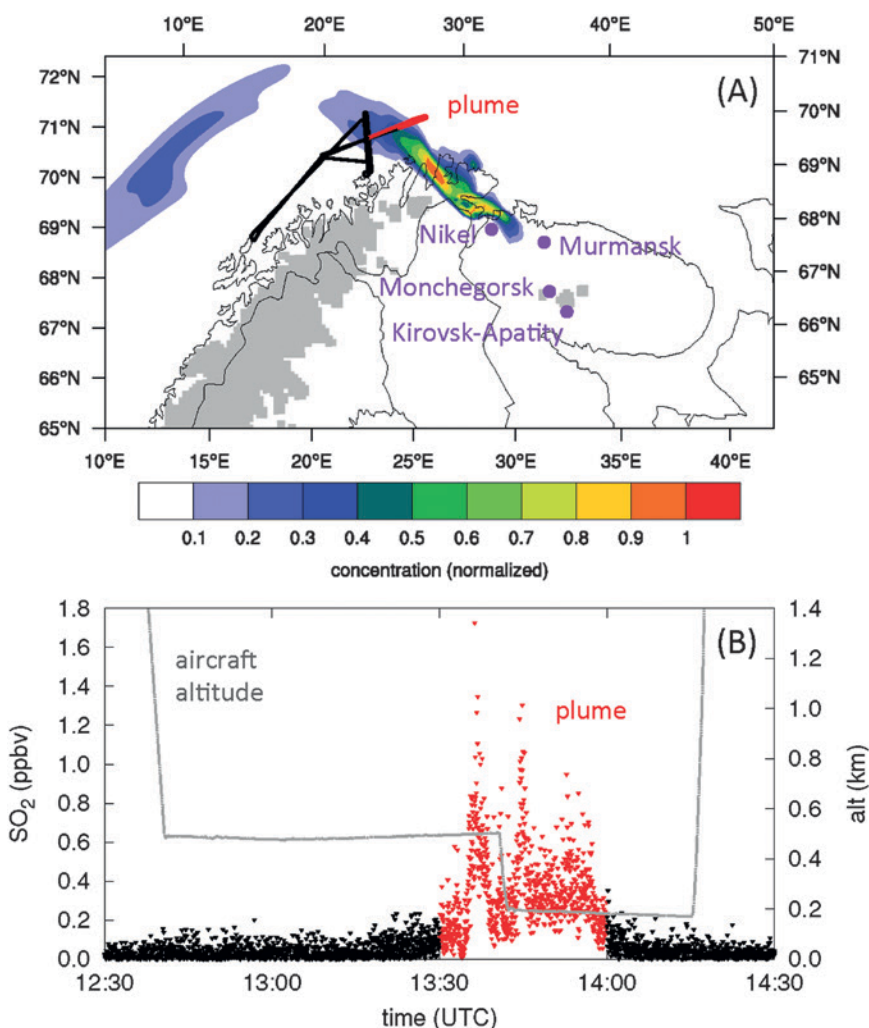 10°E 20°E 30°E 40°E 50°E
72°N 71°N
(A)
plume
71°N 70°N
70°N 69°N
69°N 68°N
Nikel Murmansk
68°N 67°N
Monchegorsk
67°N 66°N
Kirovsk-Apatity
66°N 65°N
65°N
10°E 15°E 20°E 25°E 30°E 35°E 40°E
0.1 0.2 0.3 0.4 0.5 0.6 0.7 0.8 0.9 1
concentration (normalized)
1.8 1.4
(B)
1.6 aircraft 1.2
altitude
1.4 plume
1.2 1.0
1.0 0.8
SO2 (ppbv) alt (km)
0.8 0.6
0.6
0.4 0.4
0.2 0.2
0.0 0.0
12:30 13:00 13:30 14:00 14:30
time (UTC)